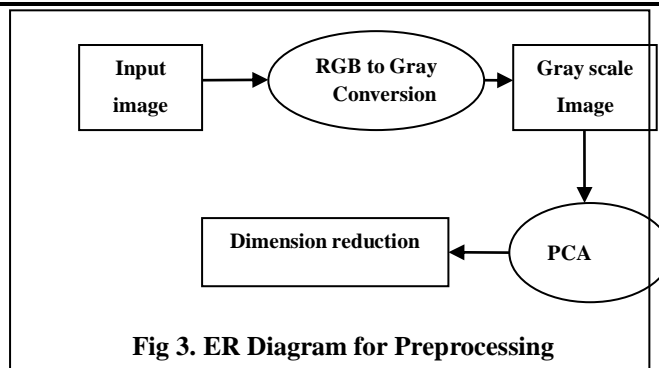 Input
image
RGB to Gray
Conversion
Gray scale
Image
PCA
Dimension reduction
Fig 3. ER Diagram for Preprocessing